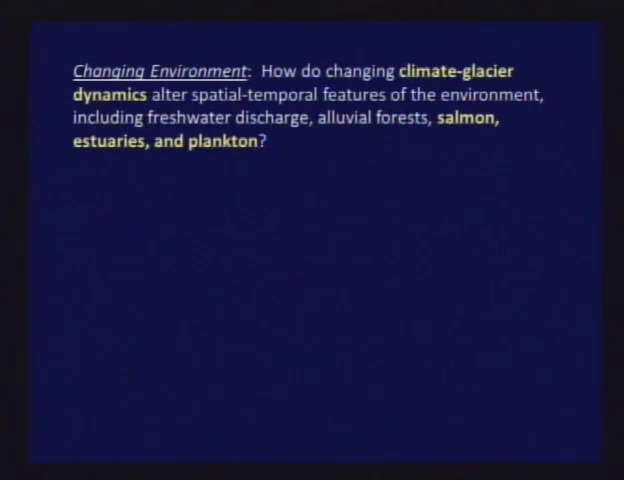 Changing Environment: How do changing climate-glacier
dynamics alter spatial-temporal features of the environment,
including freshwater discharge, alluvial forests, salmon,
estuaries, and plankton?